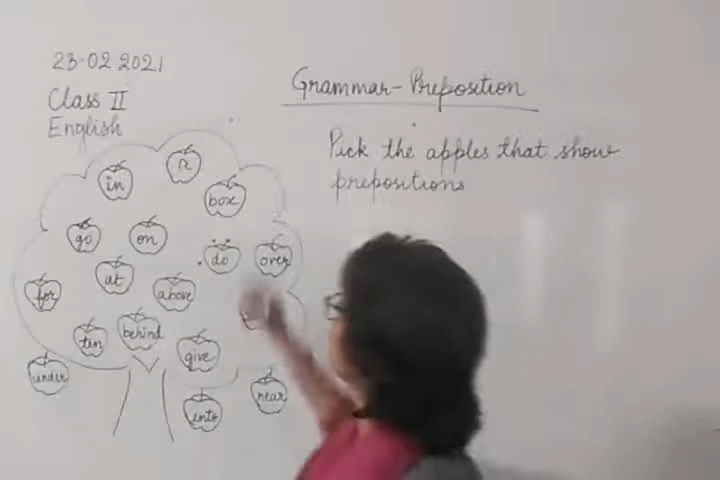 23-02.2021
Class II
English
Grammar-Preposition
Pick the apples that show
prepositions
in
box
go
on
do
over
at
for
above
ten
behind
give
under
into
near